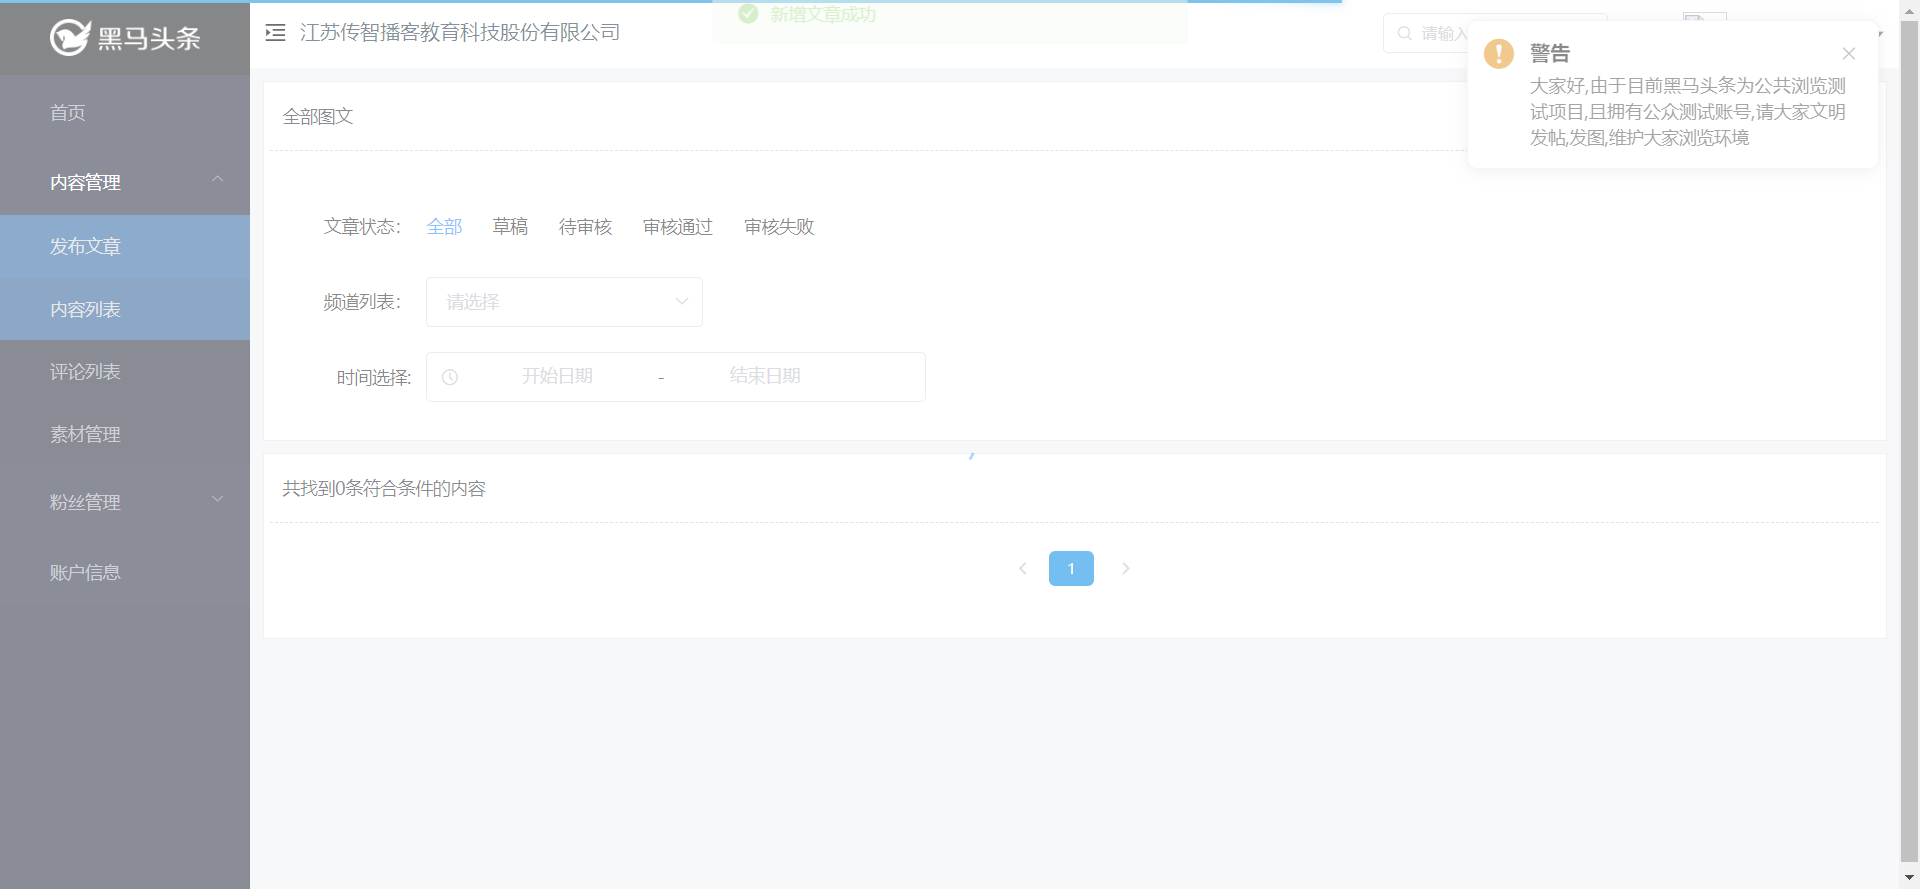 黑马头条
江苏传智播客教育科技股份有限公司
新增文章成功
请输入
警告
大家好,由于目前黑马头条为公共浏览测
试项目,且拥有公众测试账号,请大家文明
发帖,发图,维护大家浏览环境
首页
内容管理
发布文章
内容列表
评论列表
素材管理
粉丝管理
账户信息
全部图文
文章状态: 全部 草稿 待审核 审核通过 审核失败
频道列表: 请选择
时间选择: 开始日期 - 结束日期
共找到0条符合条件的内容
1